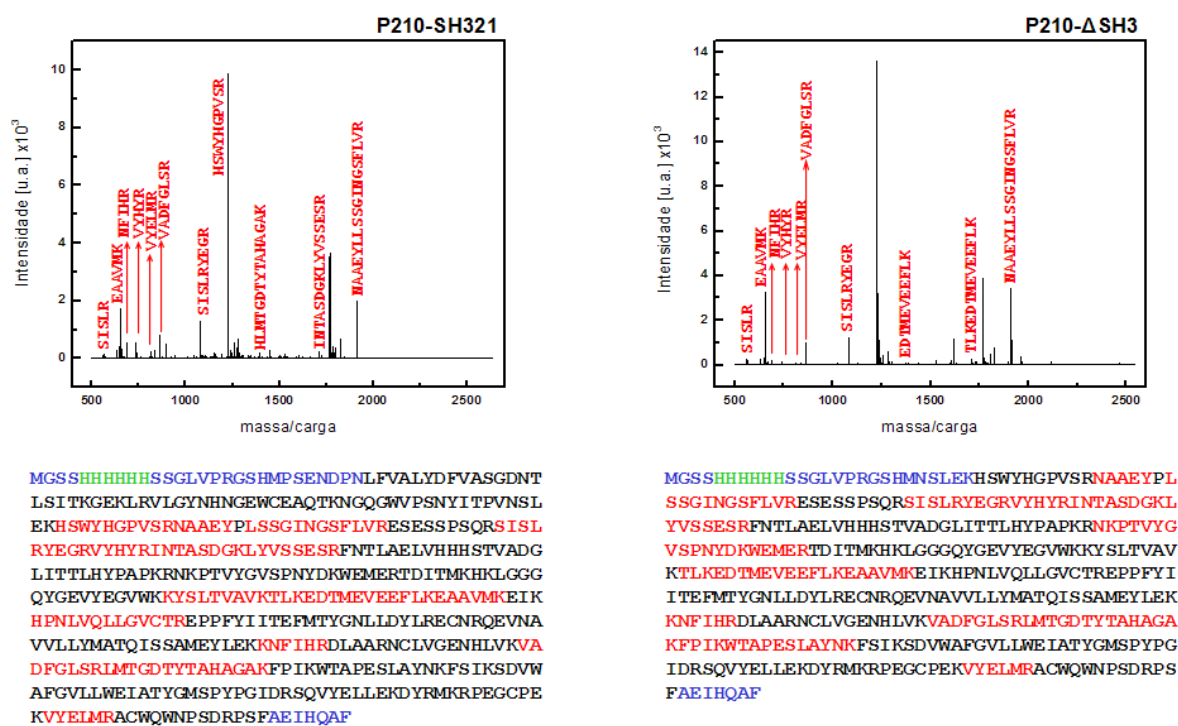 P210-SH321
Intensidade [u.a.] x10³
10
8
6
4
2
0
500
1000
1500
2000
2500
massa/carga
SISLR
EAAVMK
NFIHR
VYHYR
VYELMR
VADFGLSR
SISLRYEGR
HSWYHGPVSR
HLMTGDTYTAHAGAK
INTASDGKLYVSSESR
NAAEYLLSSGINGSFLVR
P210-Δ SH3
Intensidade [u.a.] x10³
14
12
10
8
6
4
2
0
500
1000
1500
2000
2500
massa/carga
SISLR
EAAVMK
NFIHR
VYHYR
VYELMR
VADFGLSR
SISLRYEGR
EDTMEVEEFLK
TLKEDTMEVEEFLK
NAAEYLLSSGINGSFLVR
MGSSHHHHHHSSGLVPRGSHMPSENDPNLFVALYDFVASGDNT
LSITKGEKLRVLGYNHNGEWCEAQTKNGQGWVPSNYITPVNSL
EKHSWYHGPVSRNAAEYPLSSGINGSFLVRESESSPSQRSISL
RYEGRVYHYRINTASDGKLYVSSESRFNTLAELVHHHSTVADG
LITTLHYPAPKRNKPTVYGVSPNYDKWEMERTDITMKHKLGGG
QYGEVYEGVWKKYSLTVAVKTLKEDTMEVEEFLKEAAVMKEIK
HPNLVQLLGVCTREPPFYIITEFMTYGNLLDYLRECNRQEVNA
VVLLYMATQISSAMEYLEKKNFIHRDLAARNCLVGENHLVKVA
DFGLSRLMTGDTYTAHAGAKFPIKWTAPESLAYNKFSIKSDVW
AFGVLLWEIATYGMSPYPGIDRSQVYELLEKDYRMKRPEGCPE
KVYELMRACWQWNPSDRPSFAEIHQAF
MGSSHHHHHHSSGLVPRGSHMNSLEKHSWYHGPVSRNAAEYPL
SSGINGSFLVRESESSPSQRSISLRYEGRVYHYRINTASDGKL
YVSSESRFNTLAELVHHHSTVADGLITTLHYPAPKRNKPTVYG
VSPNYDKWEMERTDITMKHKLGGGQYGEVYEGVWKKYSLTVAV
KTLKEDTMEVEEFLKEAAVMKEIKHPNLVQLLGVCTREPPFYI
ITEFMTYGNLLDYLRECNRQEVNAVVLLYMATQISSAMEYLEK
KNFIHRDLAARNCLVGENHLVKVADFGLSRLMTGDTYTAHAGA
KFPIKWTAPESLAYNKFSIKSDVWAFGVLLWEIATYGMSPYPG
IDRSQVYELLEKDYRMKRPEGCPEKVYELMRACWQWNPSDRPS
FAEIHQAF